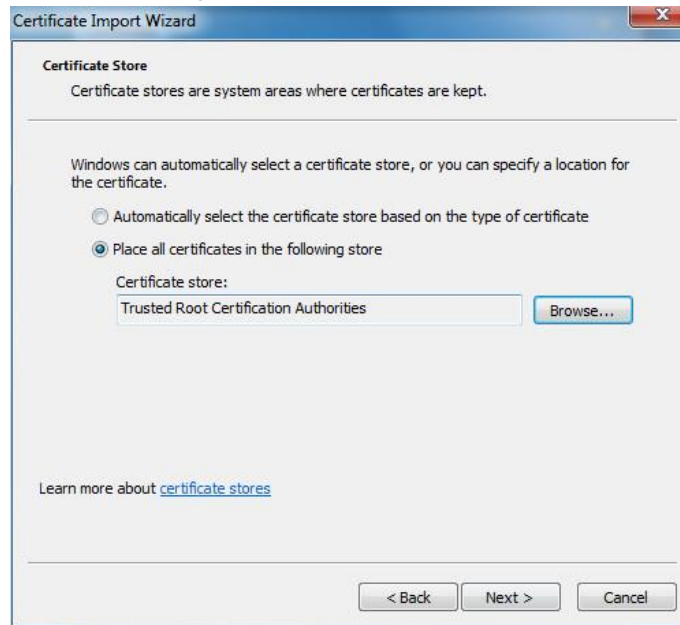 Certificate Import Wizard
Certificate Store
Certificate stores are system areas where certificates are kept.
Windows can automatically select a certificate store, or you can specify a location for
the certificate.
Automatically select the certificate store based on the type of certificate
Place all certificates in the following store
Certificate store:
Trusted Root Certification Authorities
Browse...
Learn more about certificate stores
< Back Next > Cancel